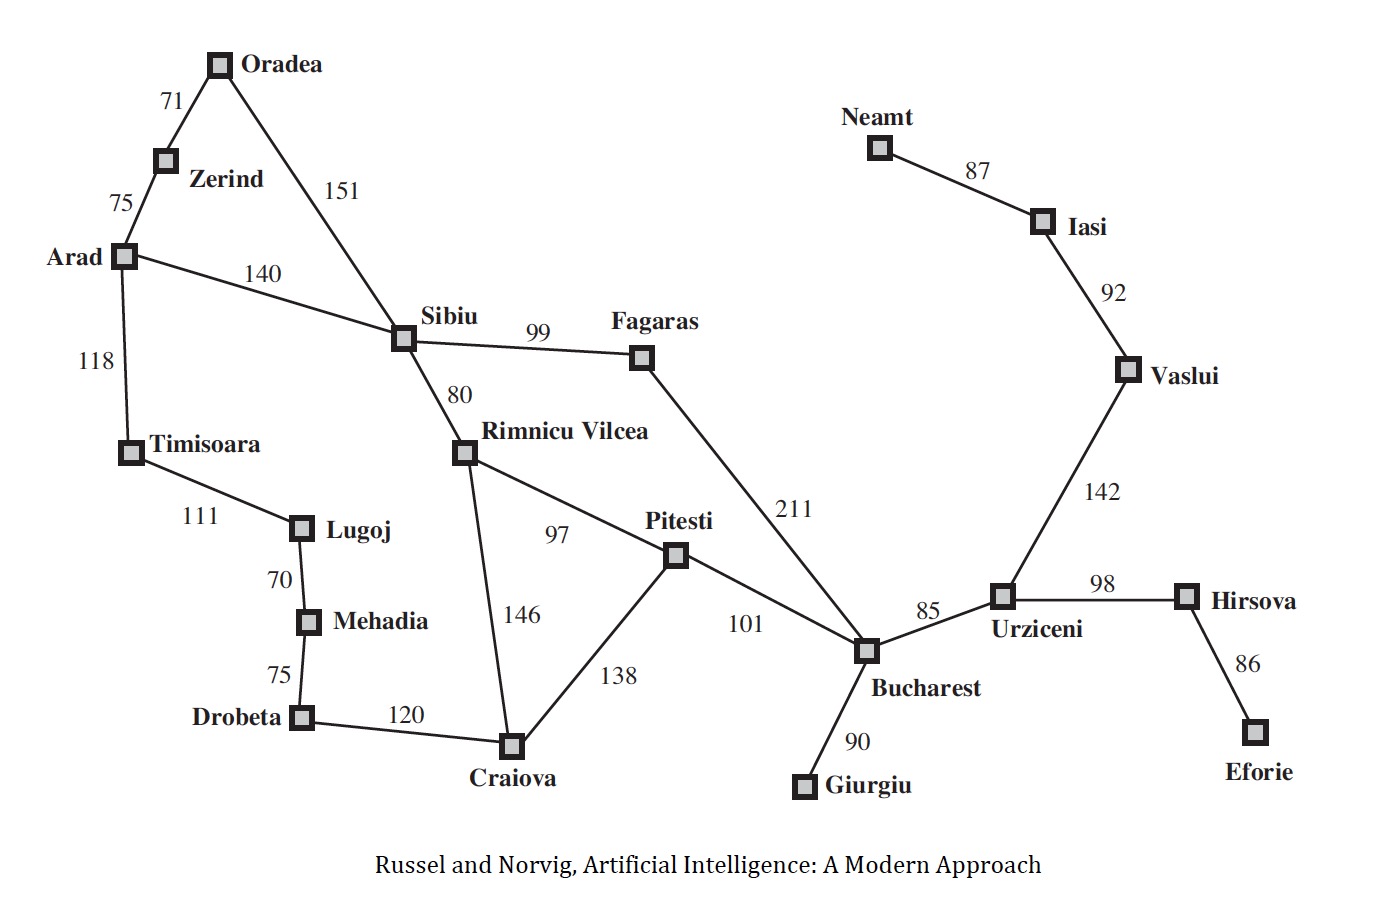 Oradea
71
Neamt
87
Zerind
151
75
Iasi
Arad
140
92
Sibiu
Fagaras
99
118
Vaslui
80
Timisoara
Rimnicu Vilcea
142
211
111
Lugoj
97
Pitesti
70
98
Mehadia
146
101
85
Hirsova
Urziceni
75
138
86
Bucharest
Drobeta
120
90
Craiova
Giurgiu
Eforie
Russel and Norvig, Artificial Intelligence: A Modern Approach